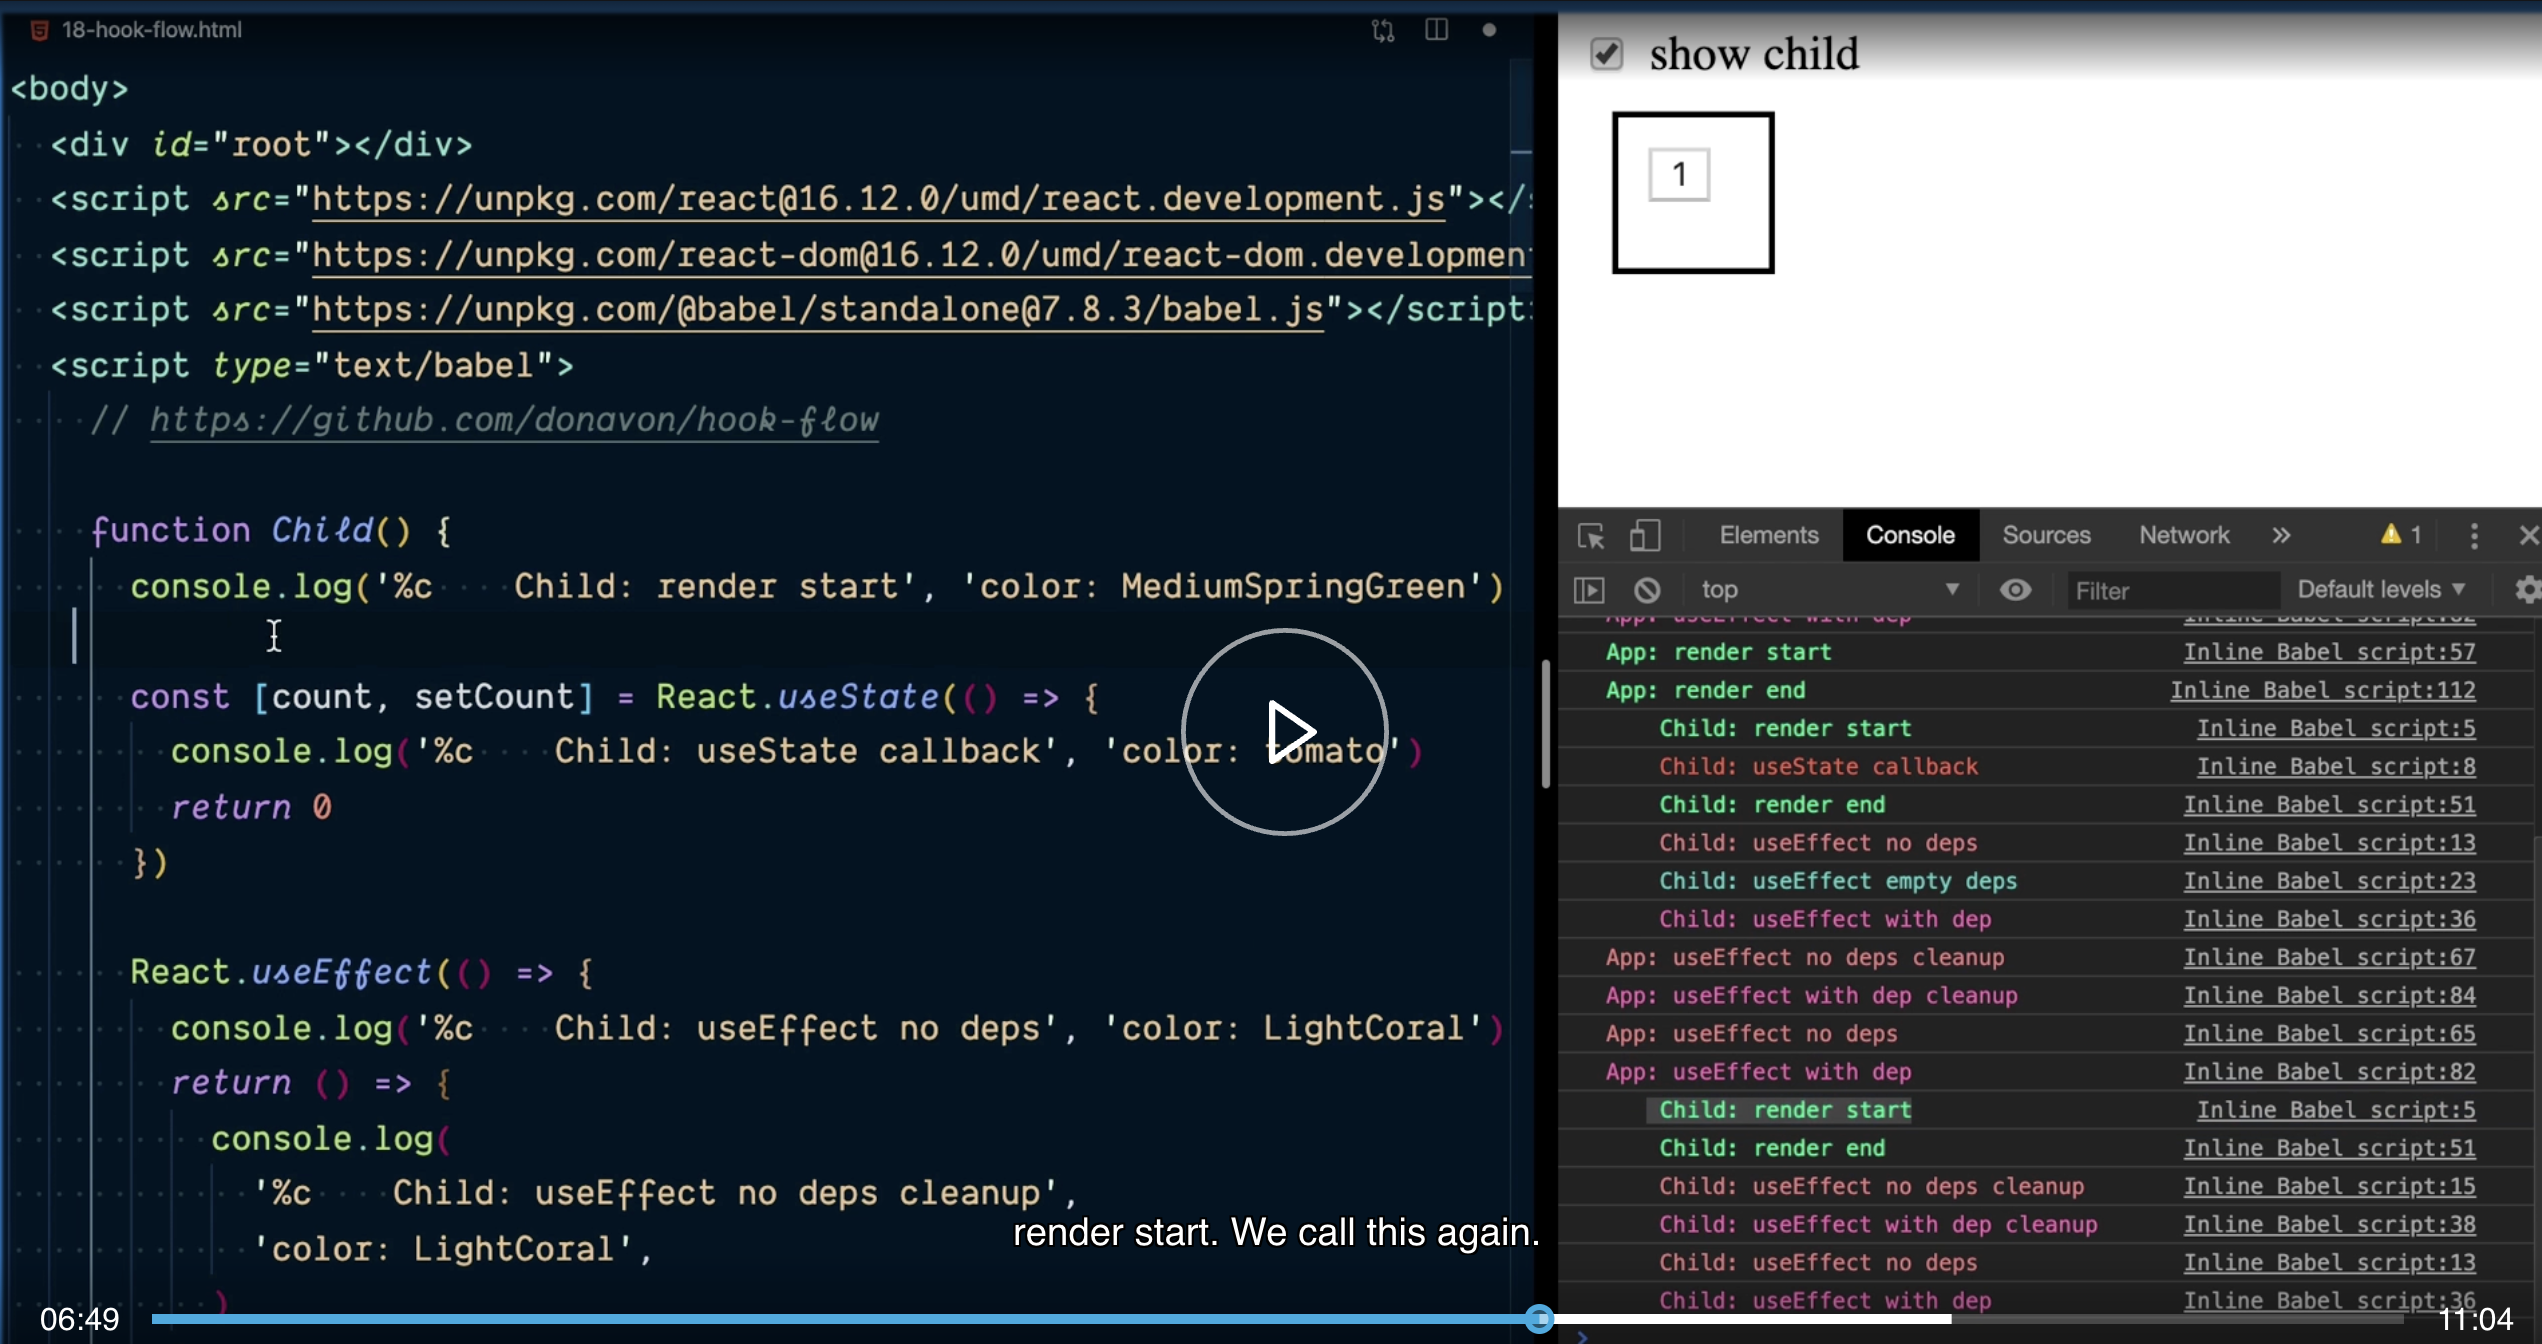 18-hook-flow.html
<body>
<div id="root"></div>
<script src="https://unpkg.com/react@16.12.0/umd/react.development.js"></
<script src="https://unpkg.com/react-dom@16.12.0/umd/react-dom.developmen
<script src="https://unpkg.com/@babel/standalone@7.8.3/babel.js"></script
<script type="text/babel">
// https://github.com/donavon/hook-flow
function Child() {
console.log('%c    Child: render start', 'color: MediumSpringGreen')
const [count, setCount] = React.useState(() => {
console.log('%c    Child: useState callback', 'color: tomato')
return 0
})
React.useEffect(() => {
console.log('%c    Child: useEffect no deps', 'color: LightCoral')
return () => {
console.log(
'%c    Child: useEffect no deps cleanup',
'color: LightCoral',
)
render start. We call this again.
06:49
11:04
show child
1
Elements Console Sources Network » 1
top Filter Default levels ▼
App: useEffect with dep Inline Babel script:82
App: render start Inline Babel script:57
App: render end Inline Babel script:112
Child: render start Inline Babel script:5
Child: useState callback Inline Babel script:8
Child: render end Inline Babel script:51
Child: useEffect no deps Inline Babel script:13
Child: useEffect empty deps Inline Babel script:23
Child: useEffect with dep Inline Babel script:36
App: useEffect no deps cleanup Inline Babel script:67
App: useEffect with dep cleanup Inline Babel script:84
App: useEffect no deps Inline Babel script:65
App: useEffect with dep Inline Babel script:82
Child: render start Inline Babel script:5
Child: render end Inline Babel script:51
Child: useEffect no deps cleanup Inline Babel script:15
Child: useEffect with dep cleanup Inline Babel script:38
Child: useEffect no deps Inline Babel script:13
Child: useEffect with dep Inline Babel script:36